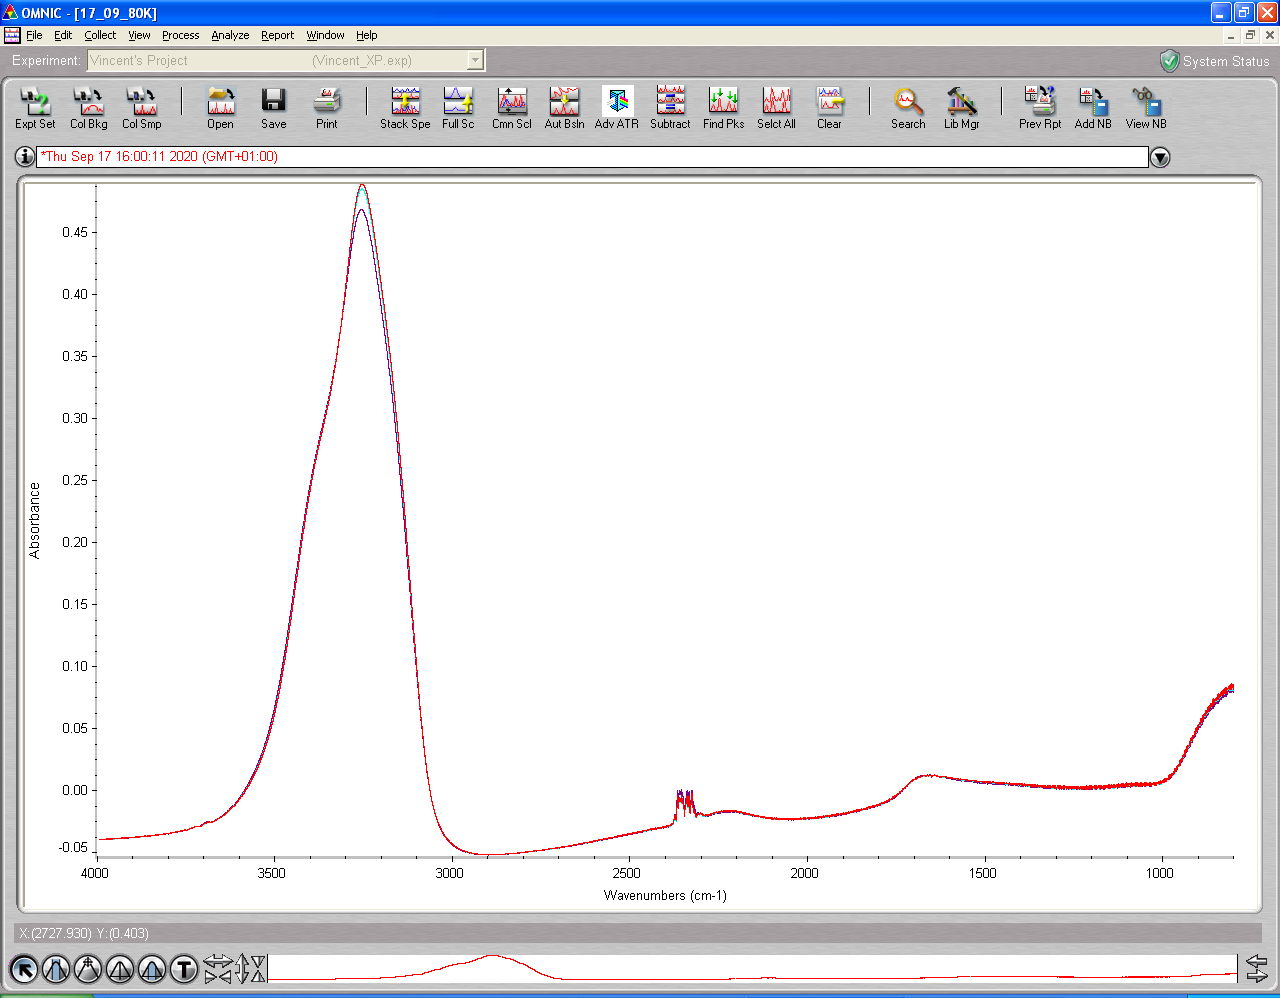 OMNIC - [17_09_80K]
File Edit Collect View Process Analyze Report Window Help
Experiment: Vincent's Project (Vincent_XP.exp) System Status
Expt Set Col Bkg Col Smp Open Save Print Stack Spe Full Sc Cmn Scl Aut Bsln Adv ATR Subtract Find Pks Selct All Clear Search Lib Mgr Prev Rpt Add NB View NB
*Thu Sep 17 16:00:11 2020 (GMT+01:00)
0.45
0.40
0.35
0.30
0.25
0.20
0.15
0.10
0.05
0.00
-0.05
Absorbance
4000 3500 3000 2500 2000 1500 1000
Wavenumbers (cm-1)
X:(2727.930) Y:(0.403)
T